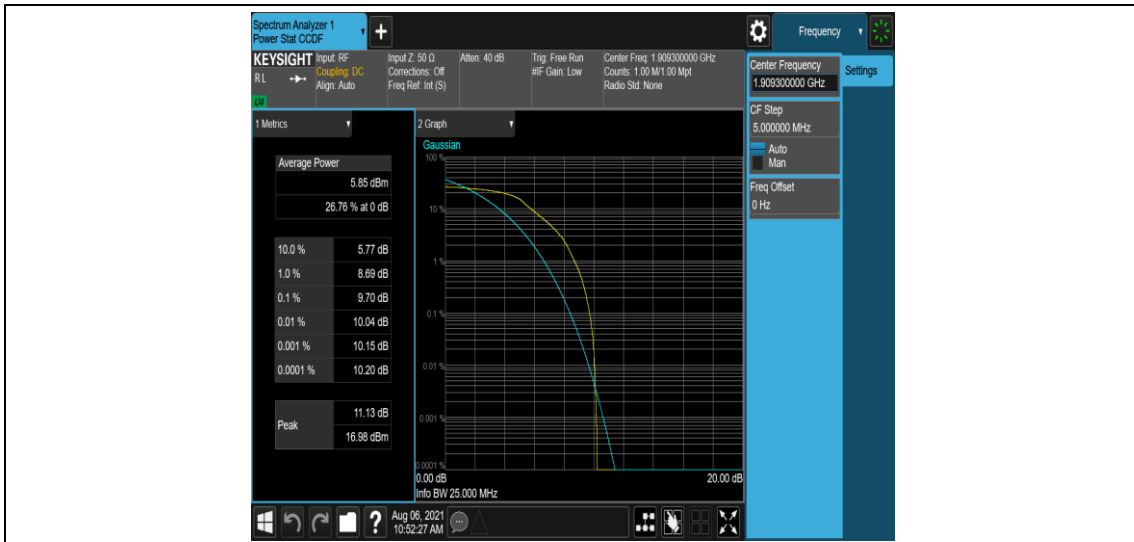 Spectrum Analyzer 1
Power Stat CCDF
+
Frequency
KEYSIGHT
RL
LM
Input: RF
Coupling: DC
Align: Auto
Input Z: 50 Ω
Corrections: Off
Freq Ref: Int (S)
Atten: 40 dB
Trig: Free Run
#IF Gain: Low
Center Freq: 1.909300000 GHz
Counts: 1.00 M/1.00 Mpt
Radio Std: None
Center Frequency
1.909300000 GHz
Settings
CF Step
5.000000 MHz
Auto
Man
Freq Offset
0 Hz
1 Metrics
Average Power
5.85 dBm
26.76 % at 0 dB
10.0 % 5.77 dB
1.0 % 8.69 dB
0.1 % 9.70 dB
0.01 % 10.04 dB
0.001 % 10.15 dB
0.0001 % 10.20 dB
Peak
11.13 dB
16.98 dBm
2 Graph
Gaussian
100 %
10 %
1 %
0.1 %
0.01 %
0.001 %
0.0001 %
0.00 dB 20.00 dB
Info BW 25.000 MHz
?
Aug 06, 2021
10:52:27 AM